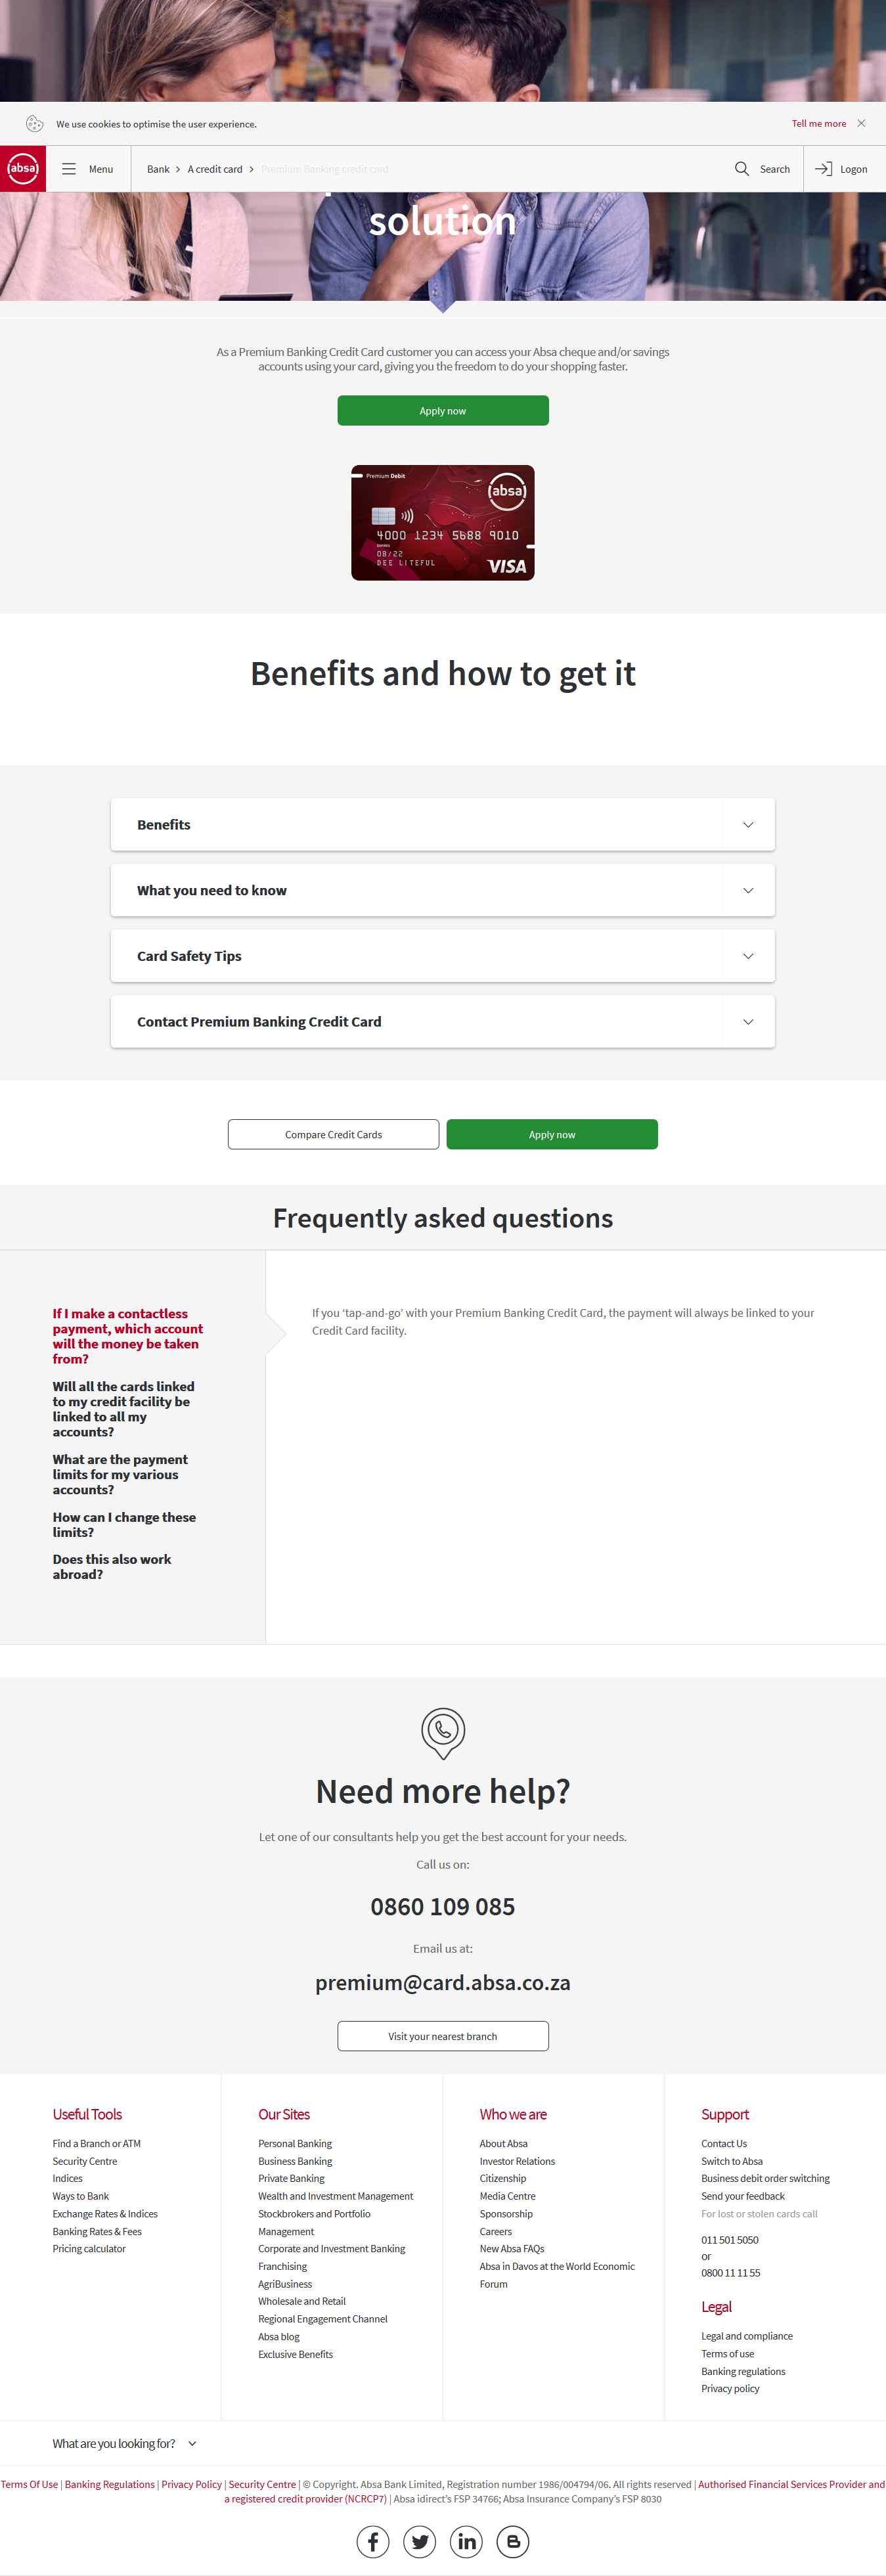 We use cookies to optimise the user experience.
Tell me more
absa
Menu
Bank
A credit card
Premium Banking credit card
Search
Logon
solution
As a Premium Banking Credit Card customer you can access your Absa cheque and/or savings
accounts using your card, giving you the freedom to do your shopping faster.
Apply now
Premium Debit
absa
4000 1234 5688 9010
08/22
DEE LITEFUL
VISA
Benefits and how to get it
Benefits
What you need to know
Card Safety Tips
Contact Premium Banking Credit Card
Compare Credit Cards
Apply now
Frequently asked questions
If I make a contactless
payment, which account
will the money be taken
from?
Will all the cards linked
to my credit facility be
linked to all my
accounts?
What are the payment
limits for my various
accounts?
How can I change these
limits?
Does this also work
abroad?
If you ‘tap-and-go’ with your Premium Banking Credit Card, the payment will always be linked to your
Credit Card facility.
Need more help?
Let one of our consultants help you get the best account for your needs.
Call us on:
0860 109 085
Email us at:
premium@card.absa.co.za
Visit your nearest branch
Useful Tools
Find a Branch or ATM
Security Centre
Indices
Ways to Bank
Exchange Rates & Indices
Banking Rates & Fees
Pricing calculator
Our Sites
Personal Banking
Business Banking
Private Banking
Wealth and Investment Management
Stockbrokers and Portfolio
Management
Corporate and Investment Banking
Franchising
AgriBusiness
Wholesale and Retail
Regional Engagement Channel
Absa blog
Exclusive Benefits
Who we are
About Absa
Investor Relations
Citizenship
Media Centre
Sponsorship
Careers
New Absa FAQs
Absa in Davos at the World Economic
Forum
Support
Contact Us
Switch to Absa
Business debit order switching
Send your feedback
For lost or stolen cards call
011 501 5050
or
0800 11 11 55
Legal
Legal and compliance
Terms of use
Banking regulations
Privacy policy
What are you looking for?
Terms Of Use | Banking Regulations | Privacy Policy | Security Centre | © Copyright. Absa Bank Limited, Registration number 1986/004794/06. All rights reserved | Authorised Financial Services Provider and
a registered credit provider (NCRCP7) | Absa idirect's FSP 34766; Absa Insurance Company's FSP 8030